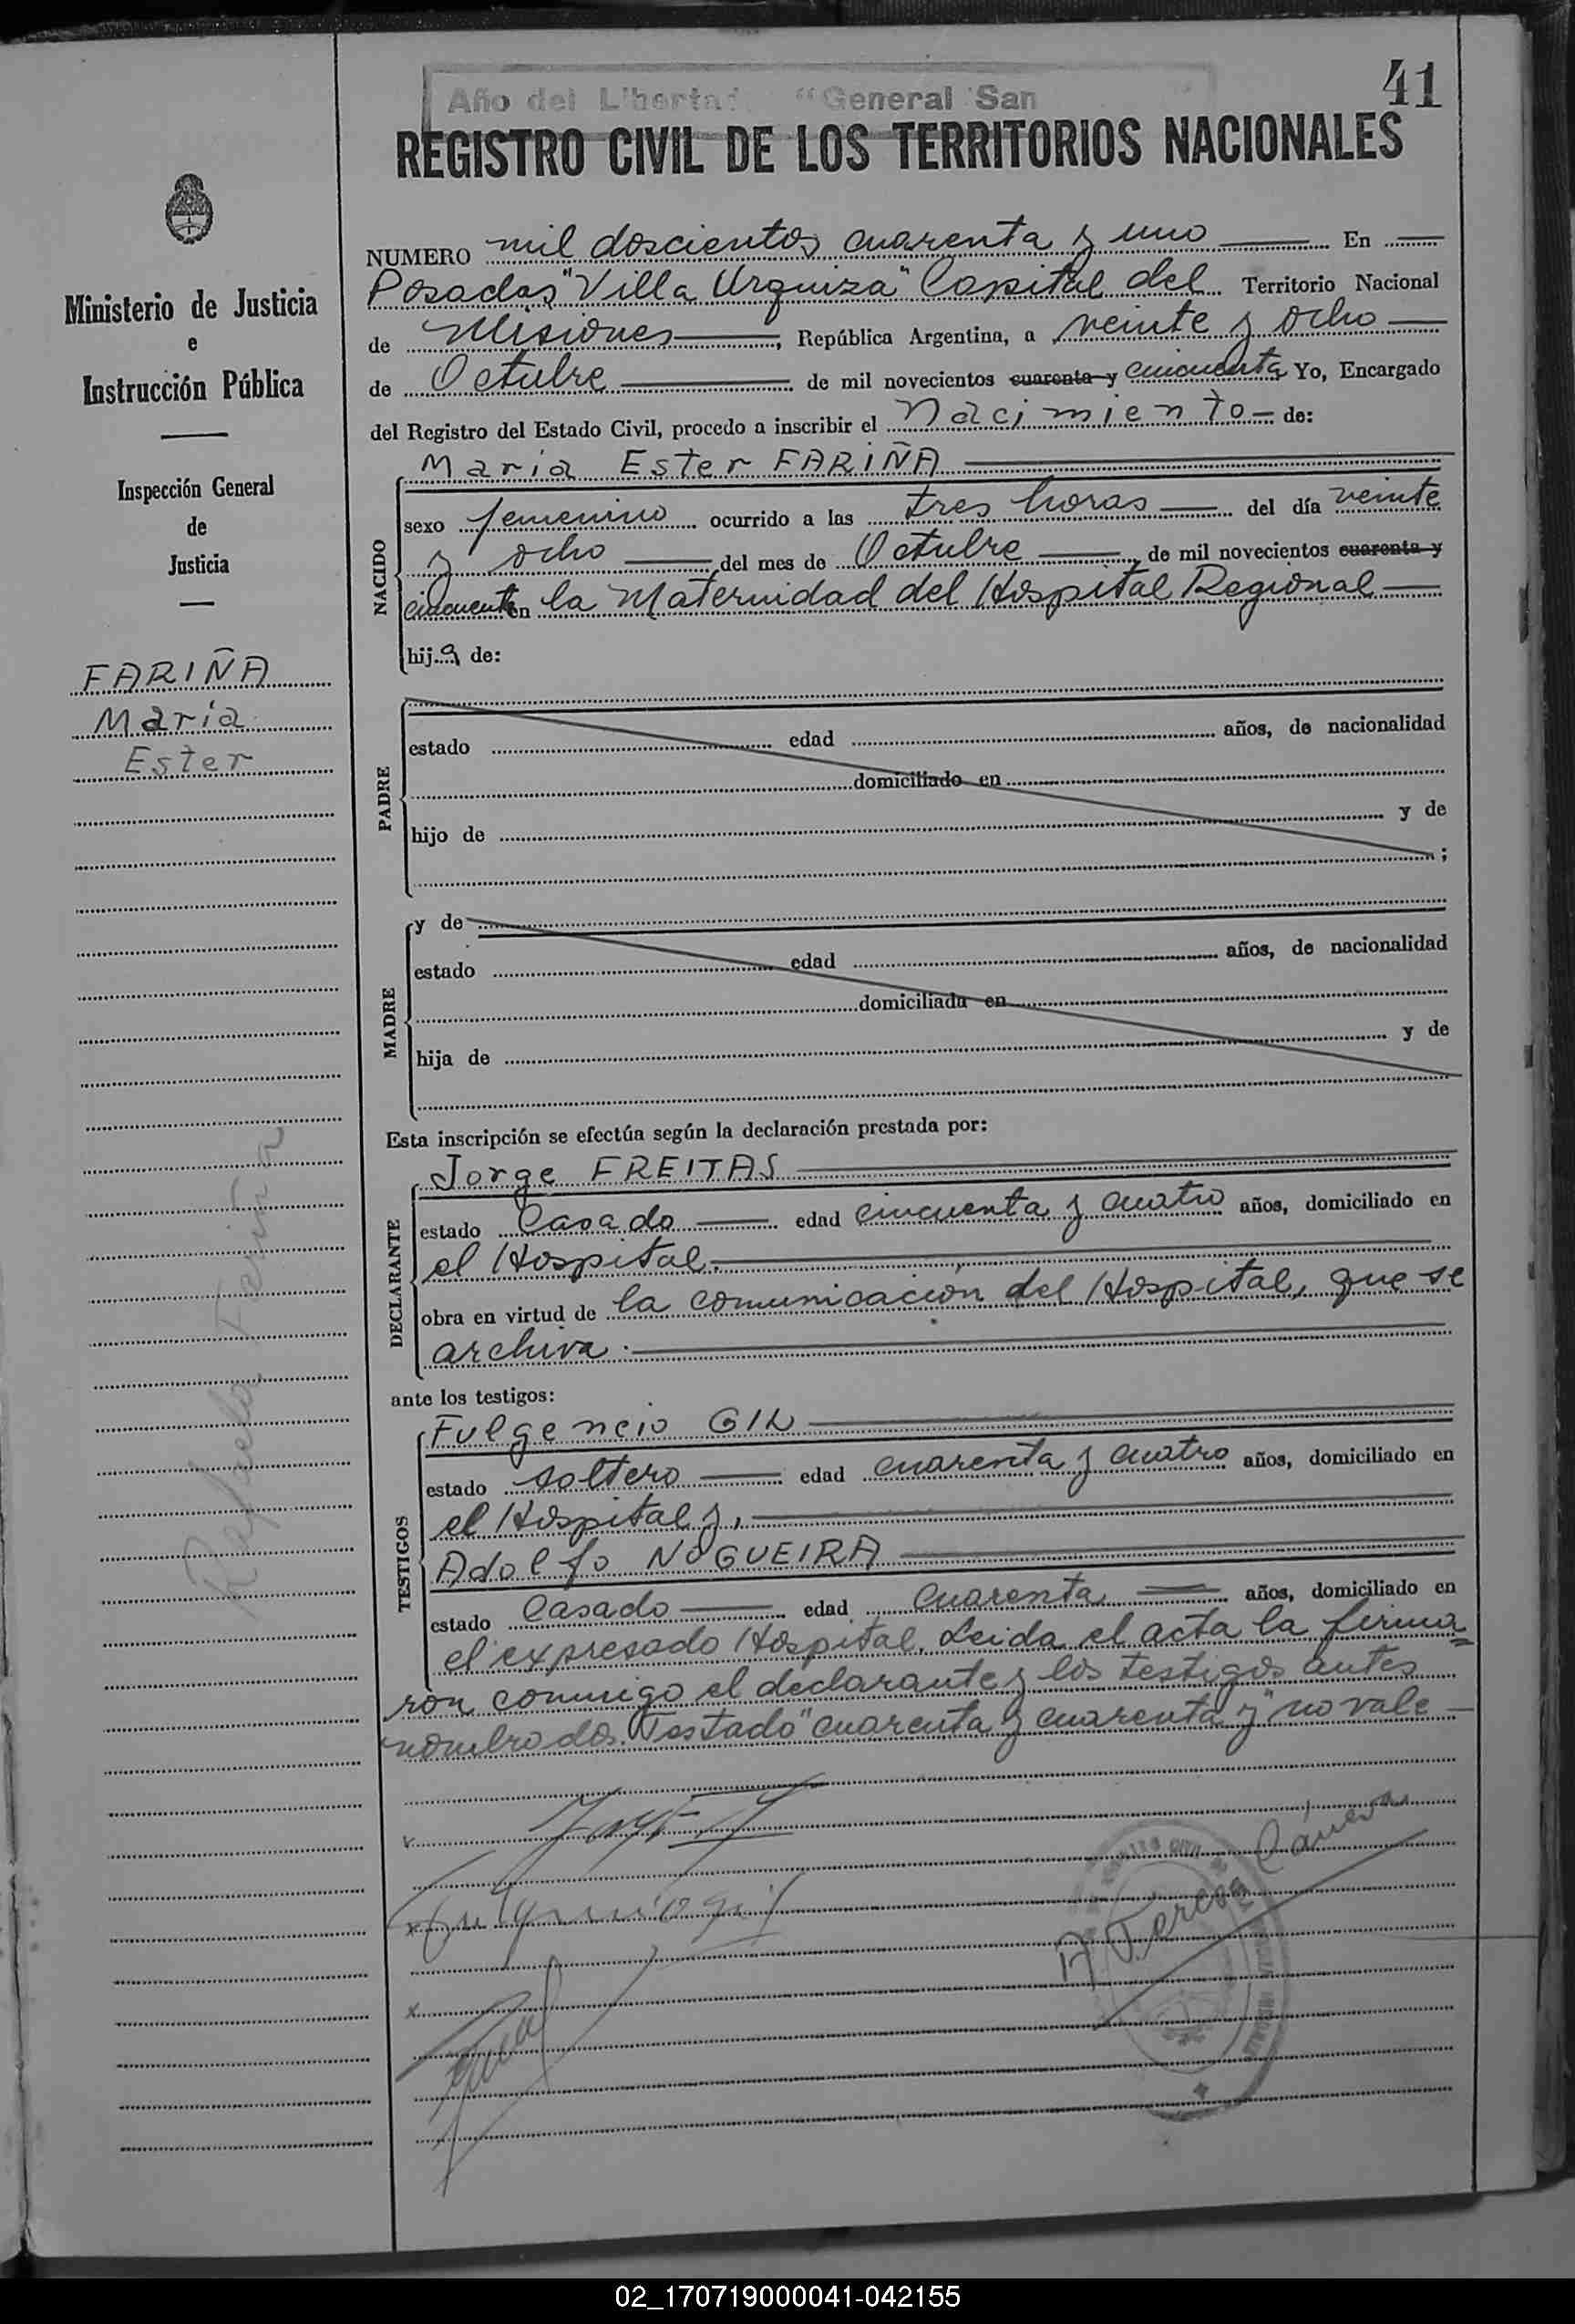 Año del Libertad "General San
41
REGISTRO CIVIL DE LOS TERRITORIOS NACIONALES
Ministerio de Justicia
e
Instrucción Pública
Inspección General
de
Justicia
FARIÑA
María
Ester
Rafaela Fariña
NUMERO mil doscientos cuarenta y uno En
Posadas "Villa Urquiza" Capital del Territorio Nacional
de Misiones, República Argentina, a veinte y ocho
de Octubre de mil novecientos cuarenta y cincuenta Yo, Encargado
del Registro del Estado Civil, procedo a inscribir el Nacimiento de:
NACIDO
María Ester FARIÑA
sexo femenino ocurrido a las tres horas del día veinte
y ocho del mes de Octubre, de mil novecientos cuarenta y
cincuenta en la Maternidad del Hospital Regional
hija de:
PADRE
estado edad años, de nacionalidad
domiciliado en
hijo de y de
;
MADRE
y de
estado edad años, de nacionalidad
domiciliada en
hija de y de
Esta inscripción se efectúa según la declaración prestada por:
DECLARANTE
Jorge FREITAS
estado Casado edad cincuenta y cuatro años, domiciliado en
el Hospital.
obra en virtud de la comunicación del Hospital, que se
archiva.
ante los testigos:
TESTIGOS
Fulgencio GIL
estado soltero edad cuarenta y cuatro años, domiciliado en
el Hospital y,
Adolfo NOGUEIRA
estado Casado edad cuarenta años, domiciliado en
el expresado Hospital. Leida el acta la firma=
ron conmigo el declarante y los testigos antes
nombrados. Testado "cuarenta y cuarenta y" no vale
Fulgencio gil
02_170719000041-042155